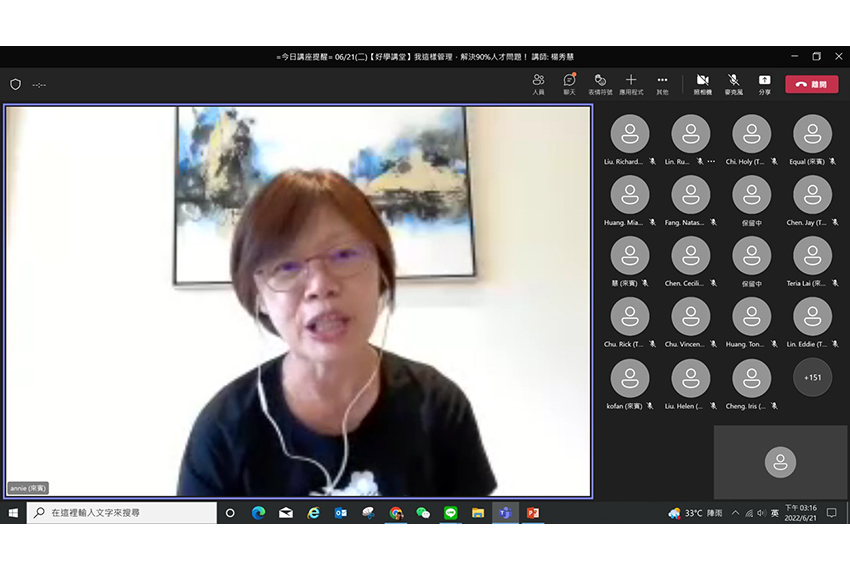 =今日講座提醒= 06/21(二)【好學講堂】我這樣管理，解決90%人才問題！ 講師: 楊秀慧
--:--
人員
聊天
表情符號
應用程式
其他
照相機
麥克風
分享
離開
Liu. Richard...
Lin. Ru...
Chi. Holy (T...
Equal (來賓)
Huang. Mia...
Fang. Natas...
保留中
Chen. Jay (T...
慧 (來賓)
Chen. Cecili...
保留中
Teria Lai (來...
Chu. Rick (T...
Chu. Vincen...
Huang. Ton...
Lin. Eddie (T...
kofan (來賓)
Liu. Helen (...
Cheng. Iris (...
+151
annie (來賓)
在這裡輸入文字來搜尋
33°C 陣雨
英
下午 03:16
2022/6/21